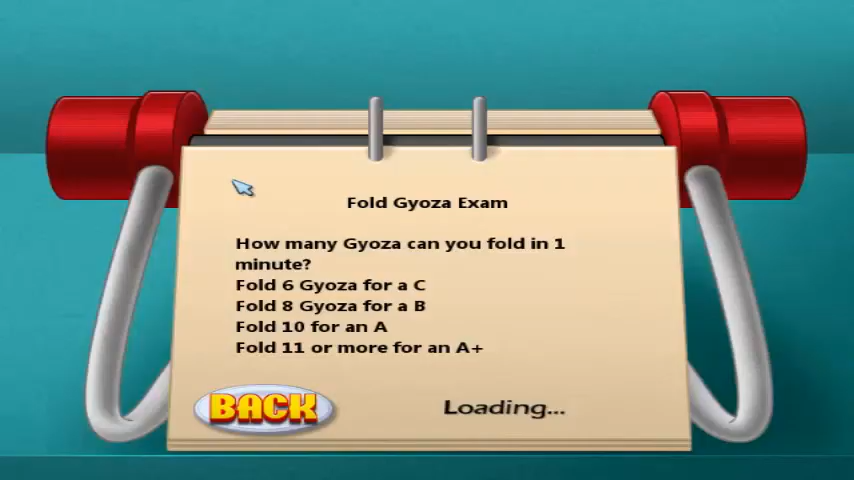 Fold Gyoza Exam
How many Gyoza can you fold in 1
minute?
Fold 6 Gyoza for a C
Fold 8 Gyoza for a B
Fold 10 for an A
Fold 11 or more for an A+
BACK
Loading...